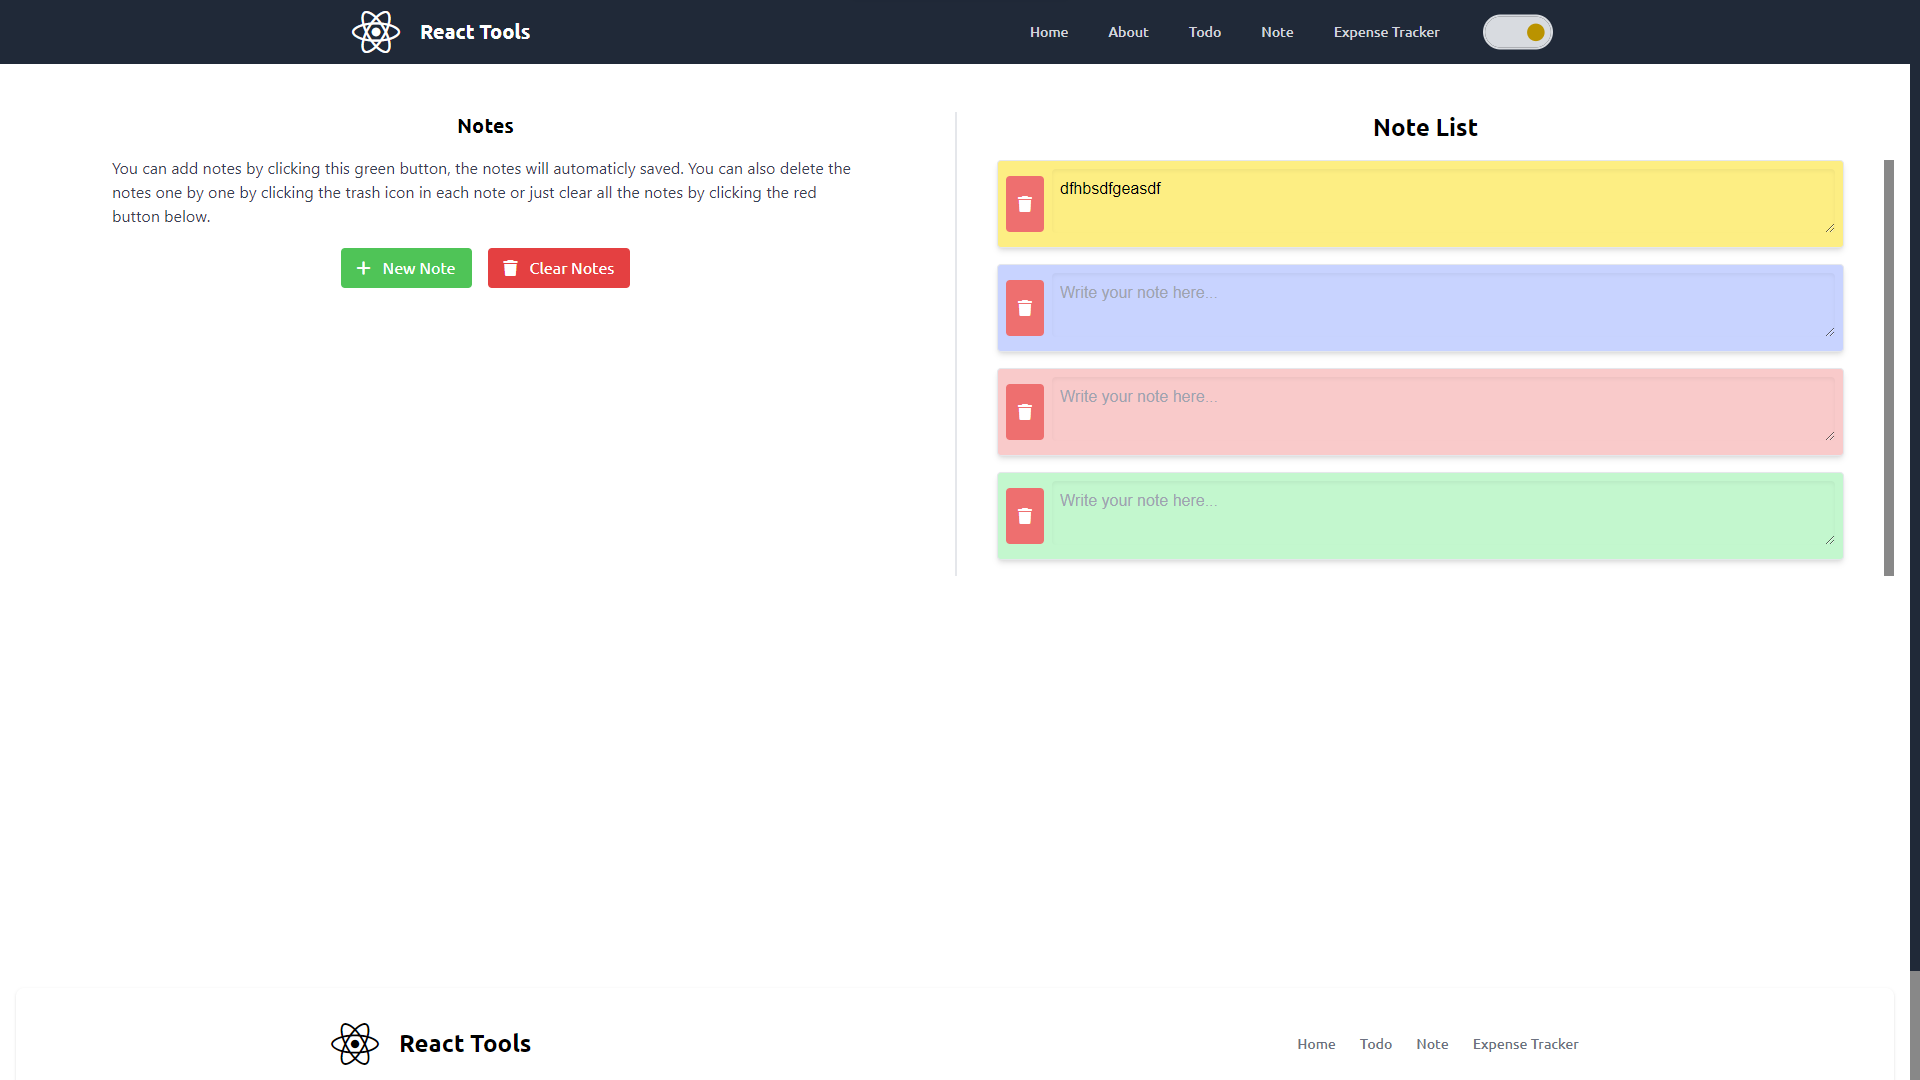 React Tools
Home
About
Todo
Note
Expense Tracker
Notes
You can add notes by clicking this green button, the notes will automaticly saved. You can also delete the
notes one by one by clicking the trash icon in each note or just clear all the notes by clicking the red
button below.
New Note
Clear Notes
Note List
dfhbsdfgeasdf
Write your note here...
Write your note here...
Write your note here...
React Tools
Home
Todo
Note
Expense Tracker